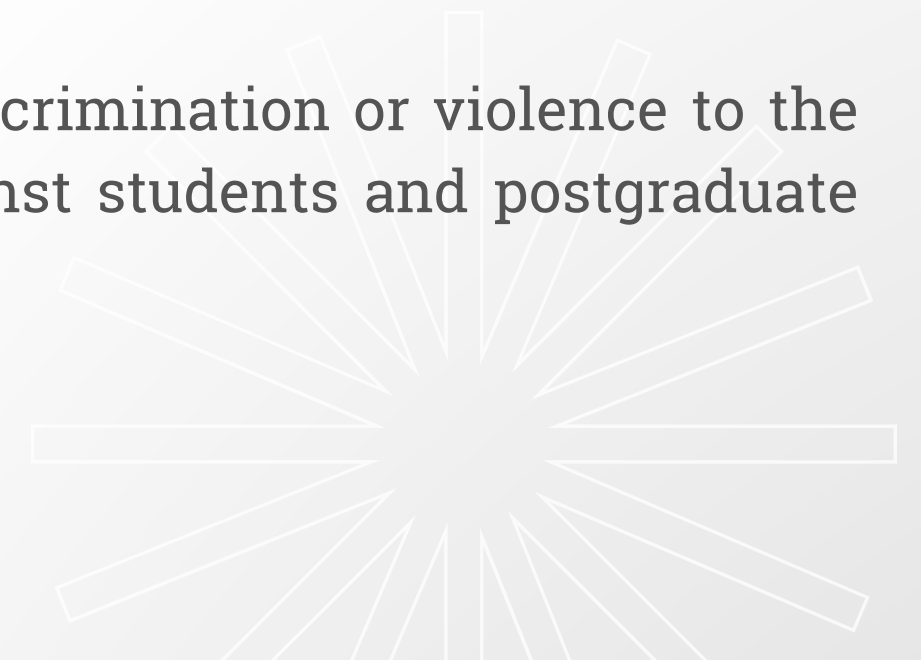 crimination or violence to the
nst students and postgraduate